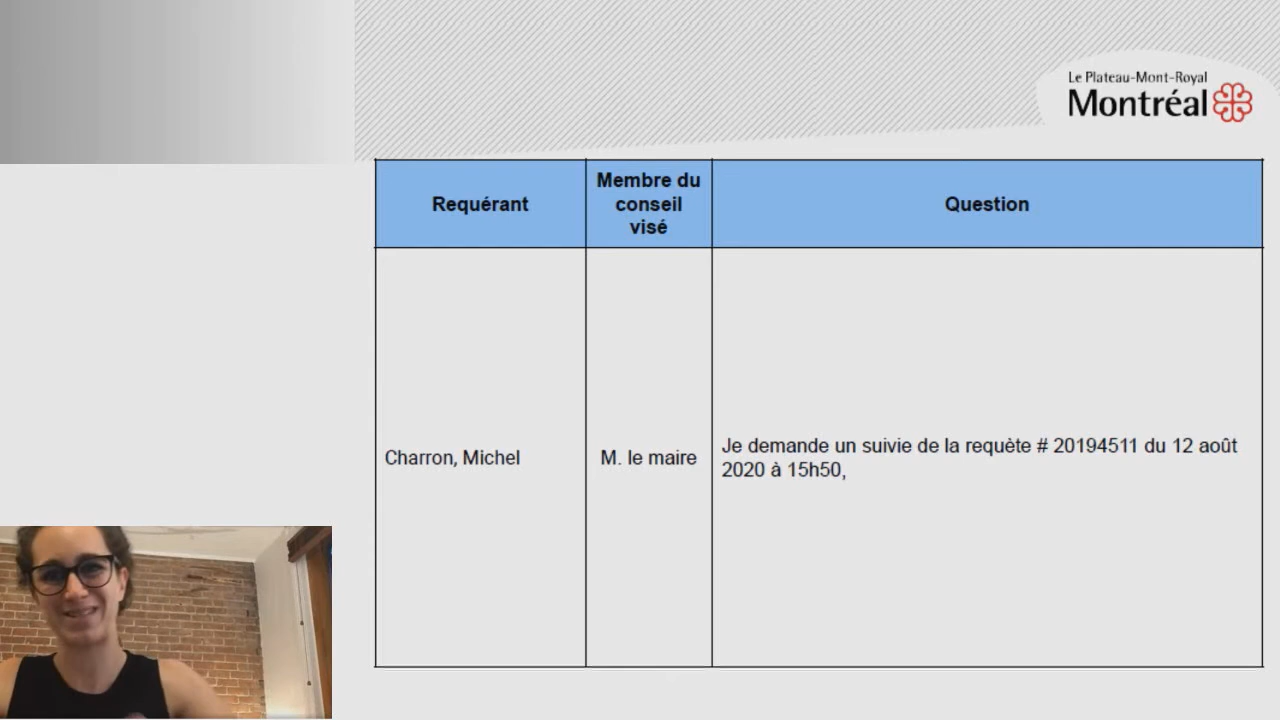 Le Plateau-Mont-Royal
Montréal
Requérant
Membre du
conseil
visé
Question
Charron, Michel
M. le maire
Je demande un suivie de la requète # 20194511 du 12 août
2020 à 15h50,